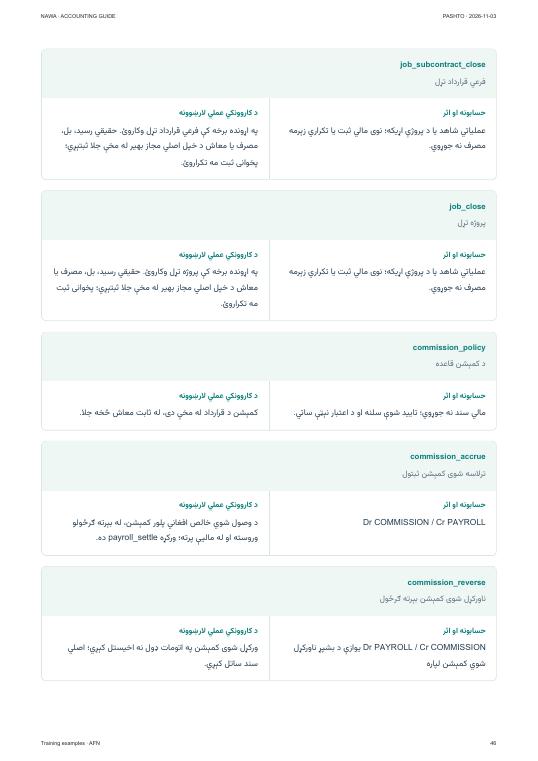 NAWA · ACCOUNTING GUIDE
PASHTO · 2026-11-03
job_subcontract_close
فرعي قرارداد تړل
حسابونه او اثر
عملیاتي شاهد یا د پروژې اړیکه؛ نوی مالي ثبت یا تکراري زېرمه
مصرف نه جوړوي.
د کاروونکي عملي لارښوونه
په اړونده برخه کې فرعي قرارداد تړل وکاروئ. حقیقي رسید، بل،
مصرف یا معاش د خپل اصلي مجاز بهیر له مخې جلا ثبتېږي؛
پخوانی ثبت مه تکراروئ.
job_close
پروژه تړل
حسابونه او اثر
عملیاتي شاهد یا د پروژې اړیکه؛ نوی مالي ثبت یا تکراري زېرمه
مصرف نه جوړوي.
د کاروونکي عملي لارښوونه
په اړونده برخه کې پروژه تړل وکاروئ. حقیقي رسید، بل، مصرف یا
معاش د خپل اصلي مجاز بهیر له مخې جلا ثبتېږي؛ پخوانی ثبت
مه تکراروئ.
commission_policy
د کمېشن قاعده
حسابونه او اثر
مالي سند نه جوړوي؛ تایید شوې سلنه او د اعتبار نېټې ساتي.
د کاروونکي عملي لارښوونه
کمېشن د قرارداد له مخې دی، له ثابت معاش څخه جلا.
commission_accrue
ترلاسه شوی کمېشن ثبتول
حسابونه او اثر
Dr COMMISSION / Cr PAYROLL
د کاروونکي عملي لارښوونه
د وصول شوي خالص افغاني پلور کمېشن، له بېرته ګرځولو
وروسته او له مالیې پرته؛ ورکړه payroll_settle ده.
commission_reverse
ناورکړل شوی کمېشن بېرته ګرځول
حسابونه او اثر
Dr PAYROLL / Cr COMMISSION یوازې د بشپړ ناورکړل
شوي کمېشن لپاره
د کاروونکي عملي لارښوونه
ورکړل شوی کمېشن په اتومات ډول نه اخیستل کېږي؛ اصلي
سند ساتل کېږي.
Training examples · AFN
46